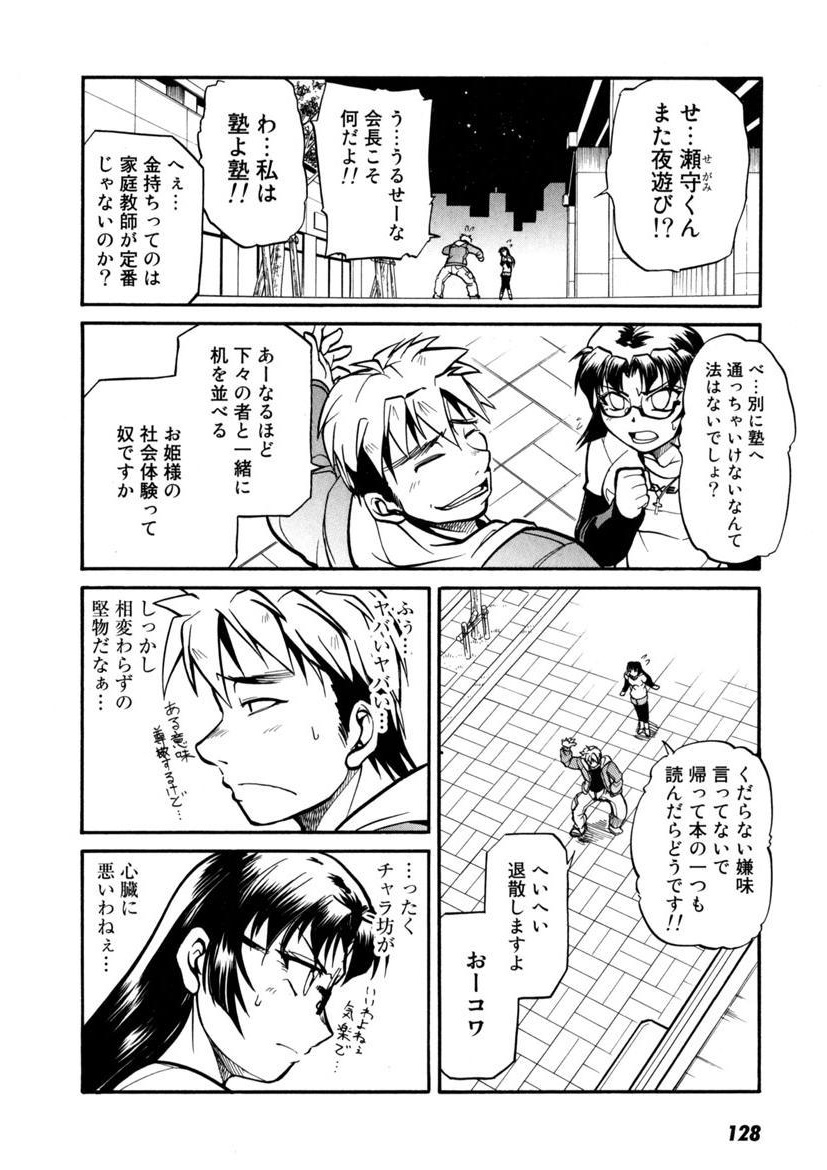 せ…瀬守くん
せがみ
また夜遊び!?
う…うるせーな
会長こそ
何だよ!!
わ…私は
塾よ塾!!
へぇ…
金持ちってのは
家庭教師が定番
じゃないのか?
べ…別に塾へ
通っちゃいけないなんて
法はないでしょ?
あーなるほど
下々の者と一緒に
机を並べる
お姫様の
社会体験って
奴ですか
くだらない嫌味
言ってないで
帰って本の一つも
読んだらどうです!!
へいへい
退散しますよ
おーコワ
ふぅ…
ヤバいヤバい…
しっかし
相変わらずの
堅物だなぁ…
ある意味
尊敬するけど…
…ったく
チャラ坊が
いいわよねぇ
気楽で…
心臓に
悪いわねぇ…
128